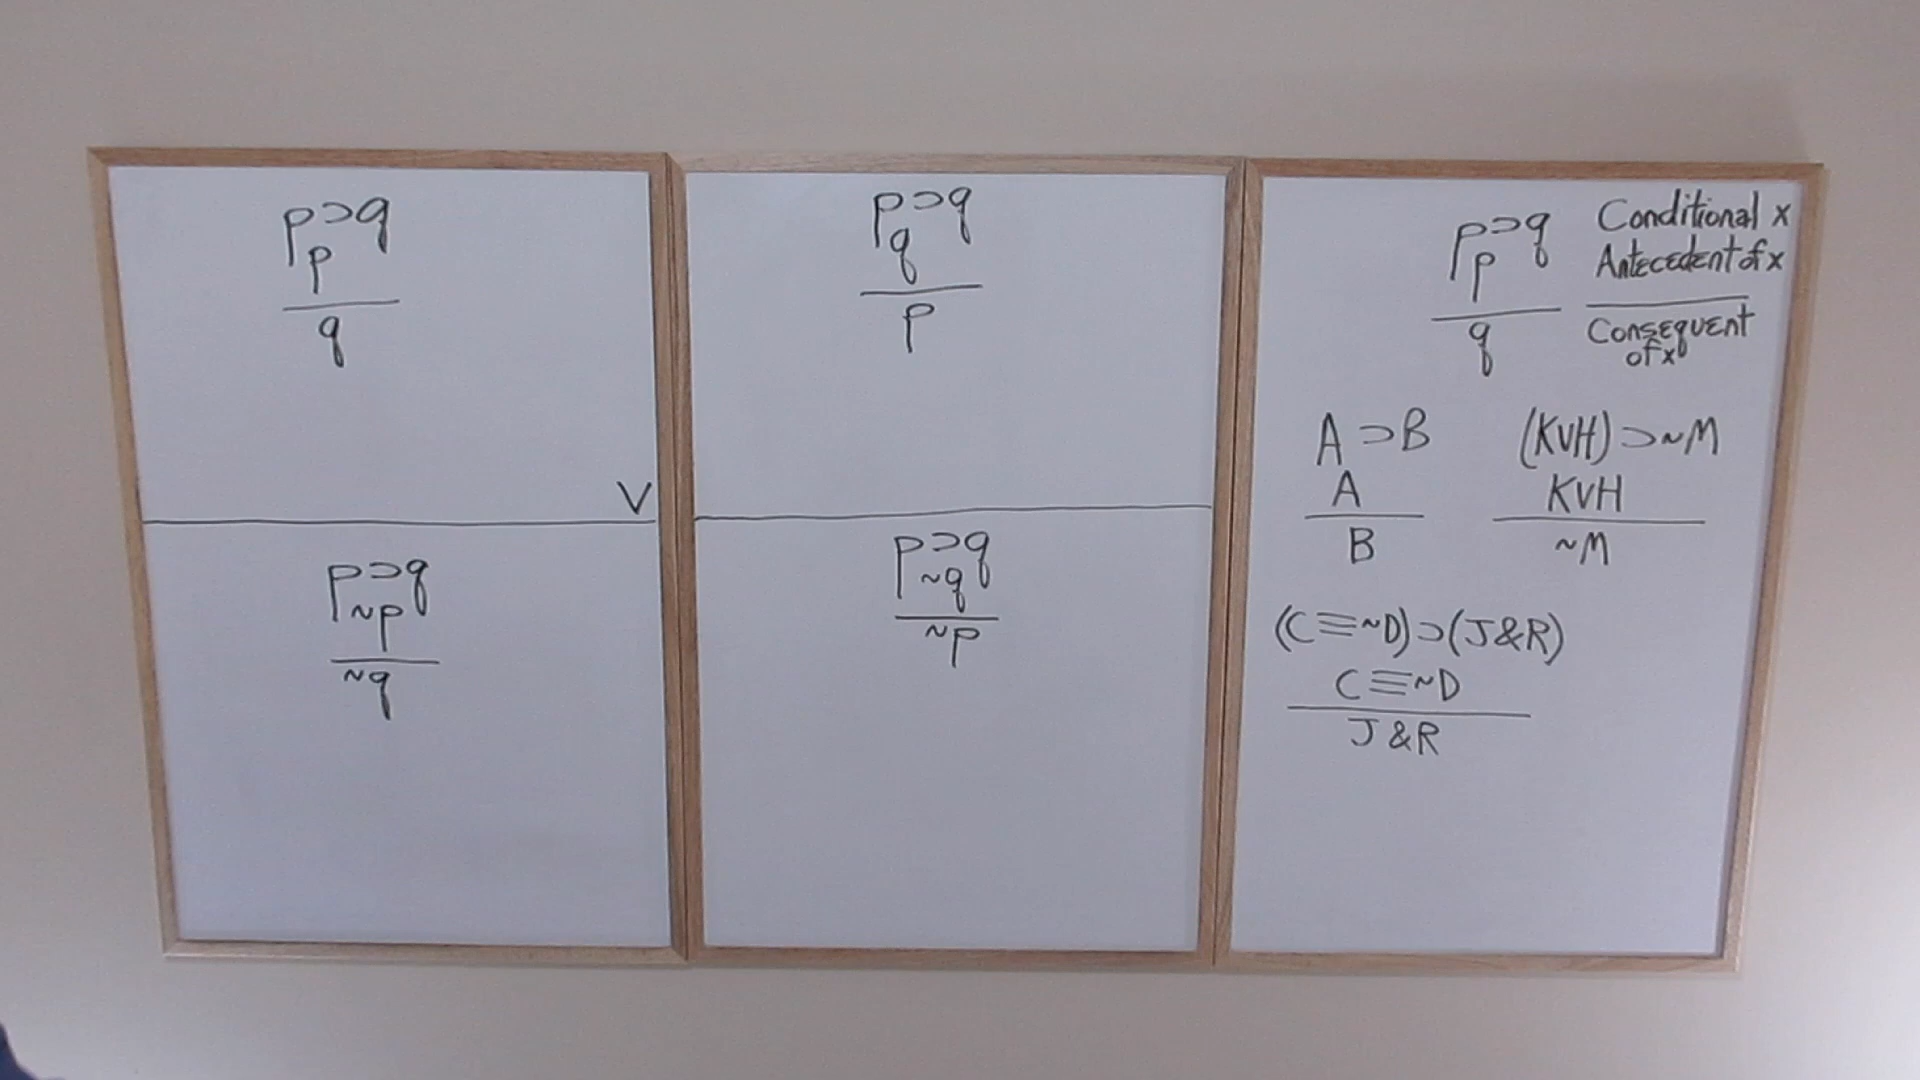 p⊃q
p
q
V
p⊃q
~p
~q
p⊃q
q
p
p⊃q
~q
~p
p⊃q
p
q
Conditional x
Antecedent of x
Consequent
of x
A⊃B
A
B
(KvH)⊃~M
KvH
~M
(C≡~D)⊃(J&R)
C≡~D
J&R